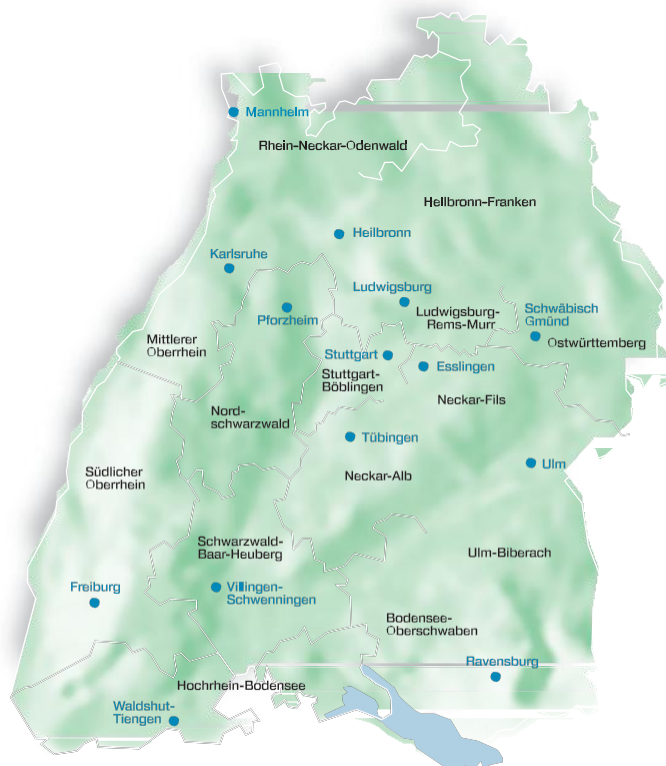 Mannheim
Rhein-Neckar-Odenwald
Heilbronn-Franken
Heilbronn
Karlsruhe
Ludwigsburg
Pforzheim
Ludwigsburg-
Rems-Murr
Schwäbisch
Gmünd
Ostwürttemberg
Mittlerer
Oberrhein
Stuttgart
Stuttgart-
Böblingen
Esslingen
Neckar-Fils
Nord-
schwarzwald
Tübingen
Neckar-Alb
Ulm
Südlicher
Oberrhein
Schwarzwald-
Baar-Heuberg
Ulm-Biberach
Freiburg
Villingen-
Schwenningen
Bodensee-
Oberschwaben
Ravensburg
Hochrhein-Bodensee
Waldshut-
Tiengen